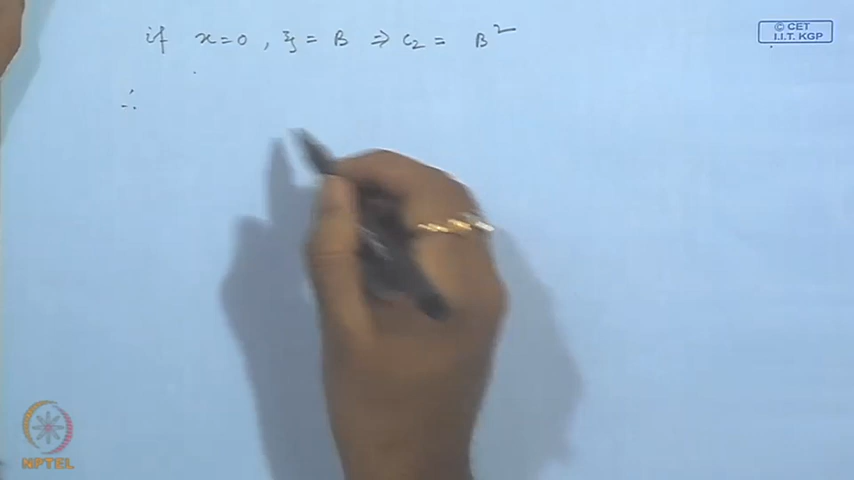 if x = 0 , ξ = B ⇒ c₂ = B²
∴
© CET
I.I.T. KGP
NPTEL